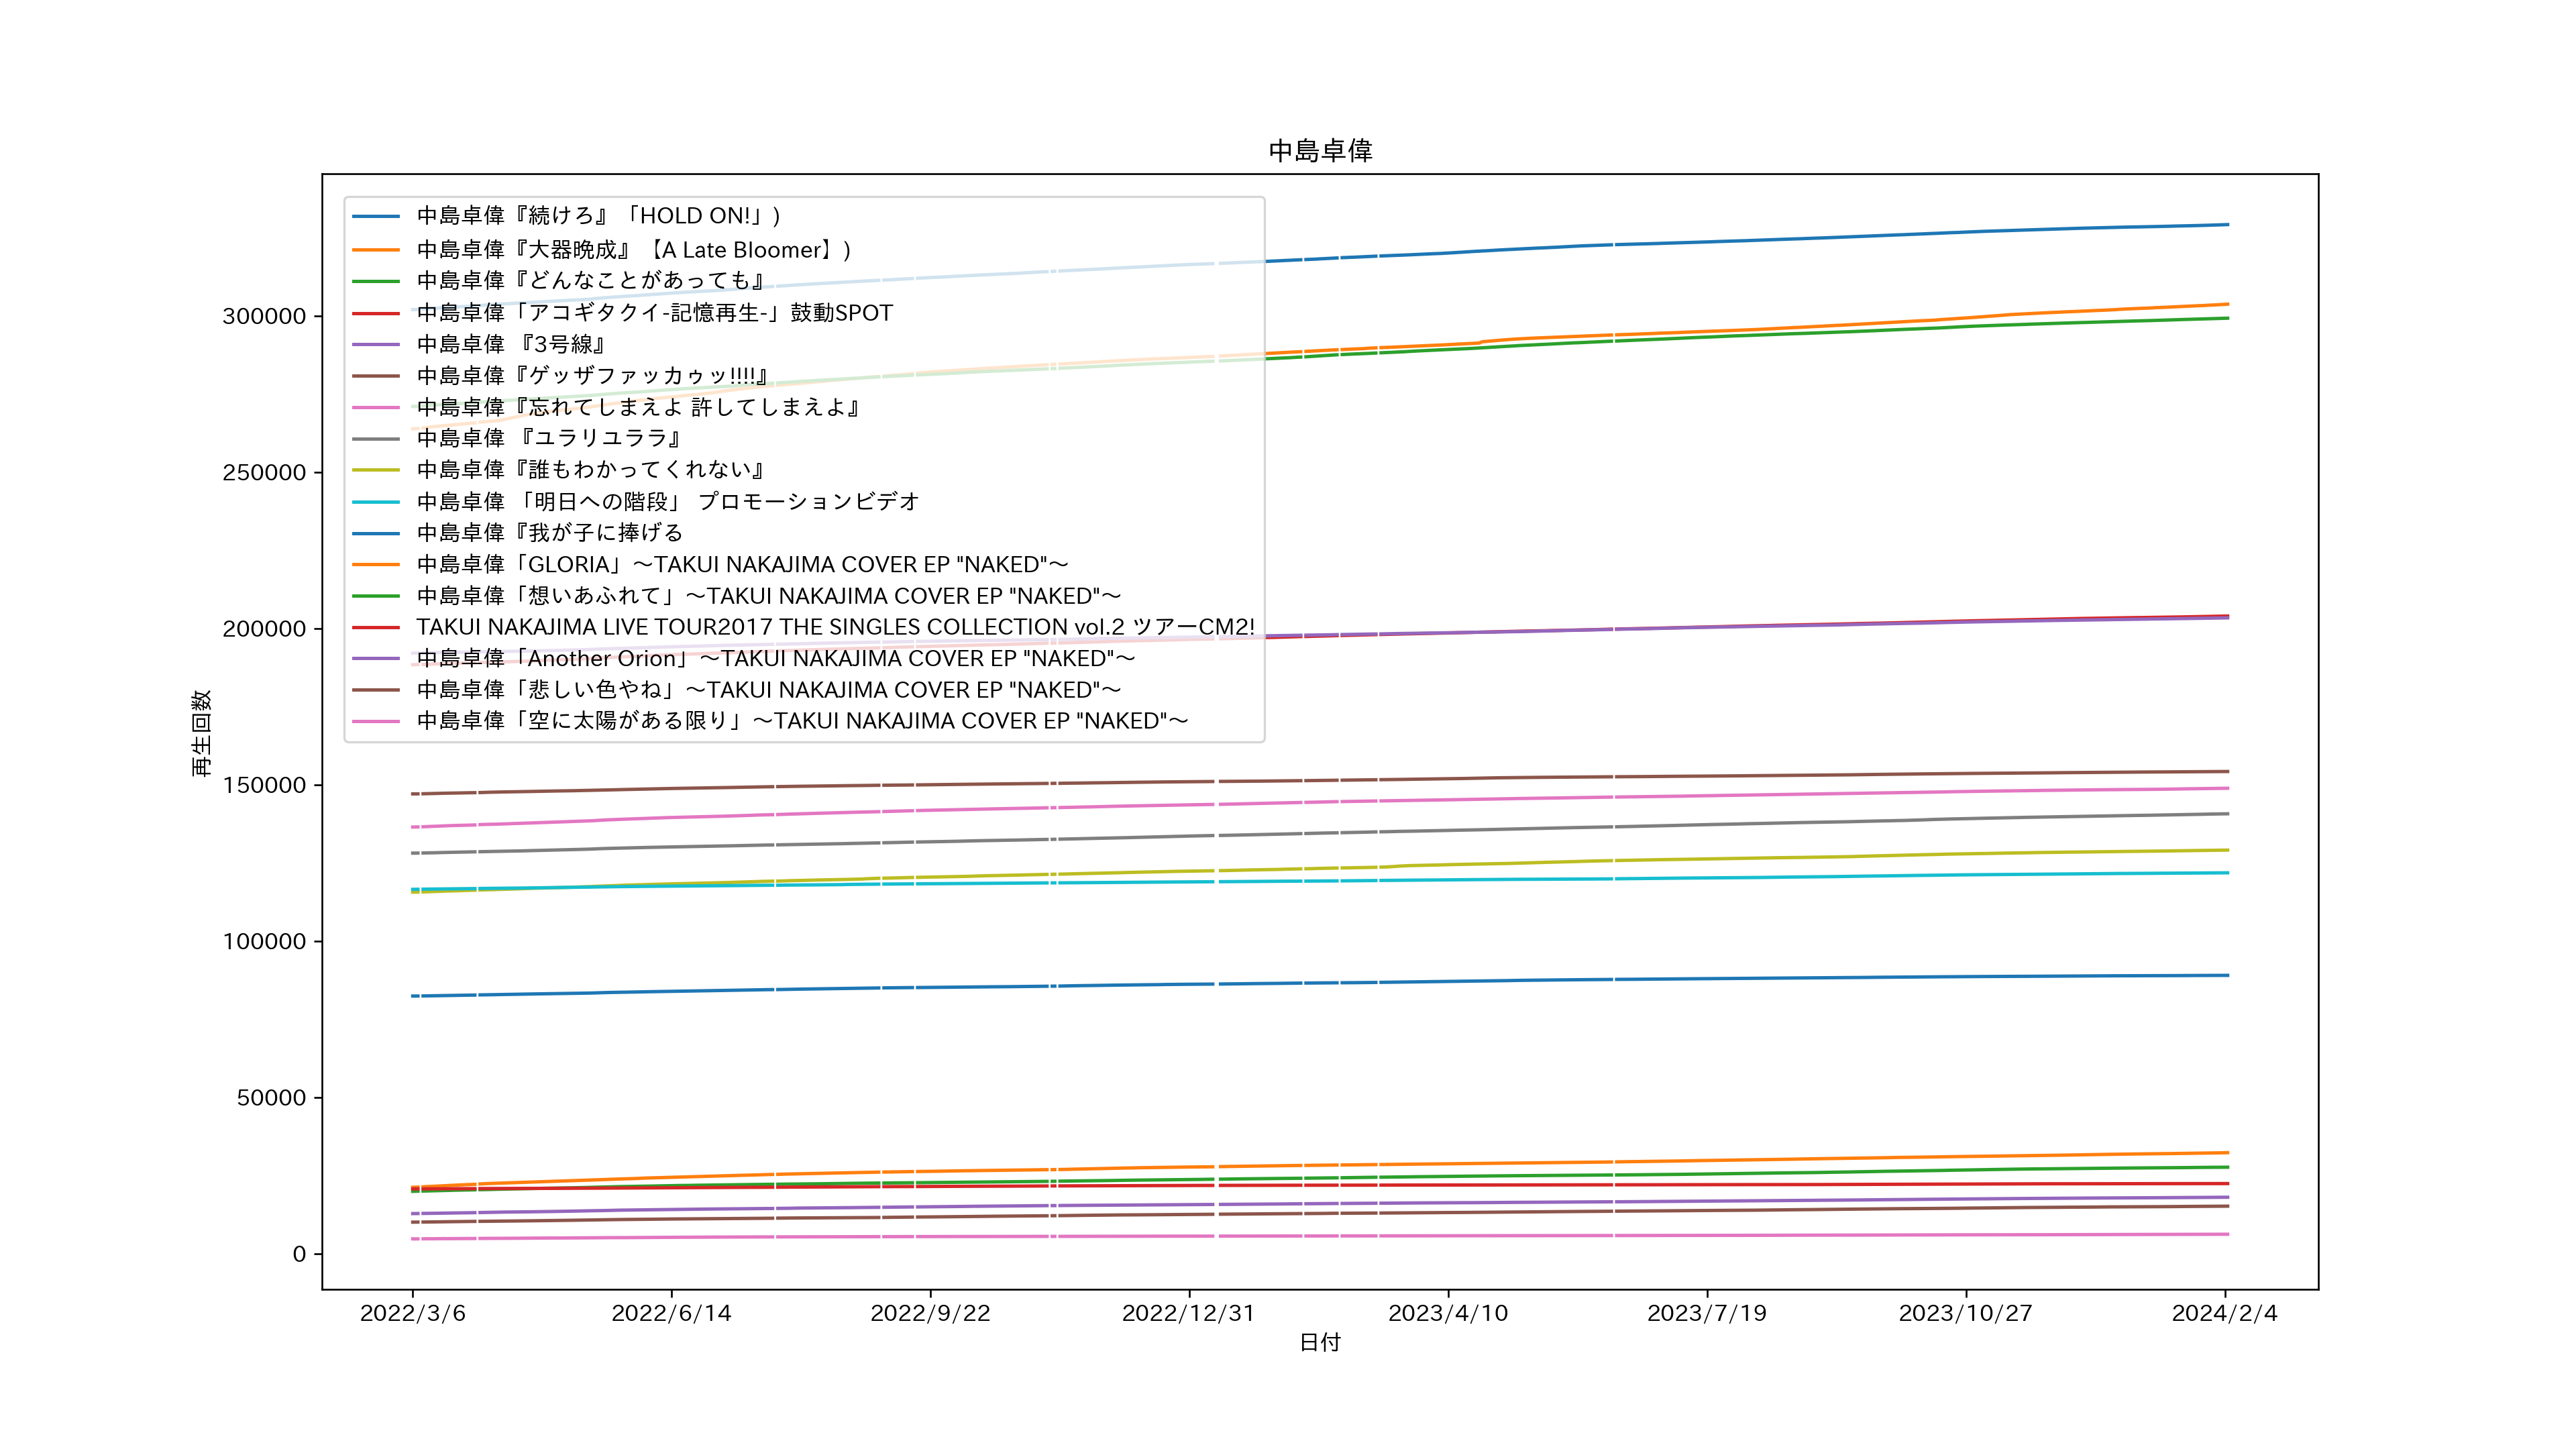 中島卓偉
中島卓偉『続けろ』「HOLD ON!」)
中島卓偉『大器晩成』【A Late Bloomer】)
中島卓偉『どんなことがあっても』
中島卓偉「アコギタクイ-記憶再生-」鼓動SPOT
中島卓偉 『3号線』
中島卓偉『ゲッザファッカゥッ!!!!』
中島卓偉『忘れてしまえよ 許してしまえよ』
中島卓偉 『ユラリユララ』
中島卓偉『誰もわかってくれない』
中島卓偉 「明日への階段」 プロモーションビデオ
中島卓偉『我が子に捧げる
中島卓偉「GLORIA」〜TAKUI NAKAJIMA COVER EP "NAKED"〜
中島卓偉「想いあふれて」〜TAKUI NAKAJIMA COVER EP "NAKED"〜
TAKUI NAKAJIMA LIVE TOUR2017 THE SINGLES COLLECTION vol.2 ツアーCM2!
中島卓偉「Another Orion」〜TAKUI NAKAJIMA COVER EP "NAKED"〜
中島卓偉「悲しい色やね」〜TAKUI NAKAJIMA COVER EP "NAKED"〜
中島卓偉「空に太陽がある限り」〜TAKUI NAKAJIMA COVER EP "NAKED"〜
300000
250000
200000
150000
100000
50000
0
再生回数
2022/3/6 2022/6/14 2022/9/22 2022/12/31 2023/4/10 2023/7/19 2023/10/27 2024/2/4
日付